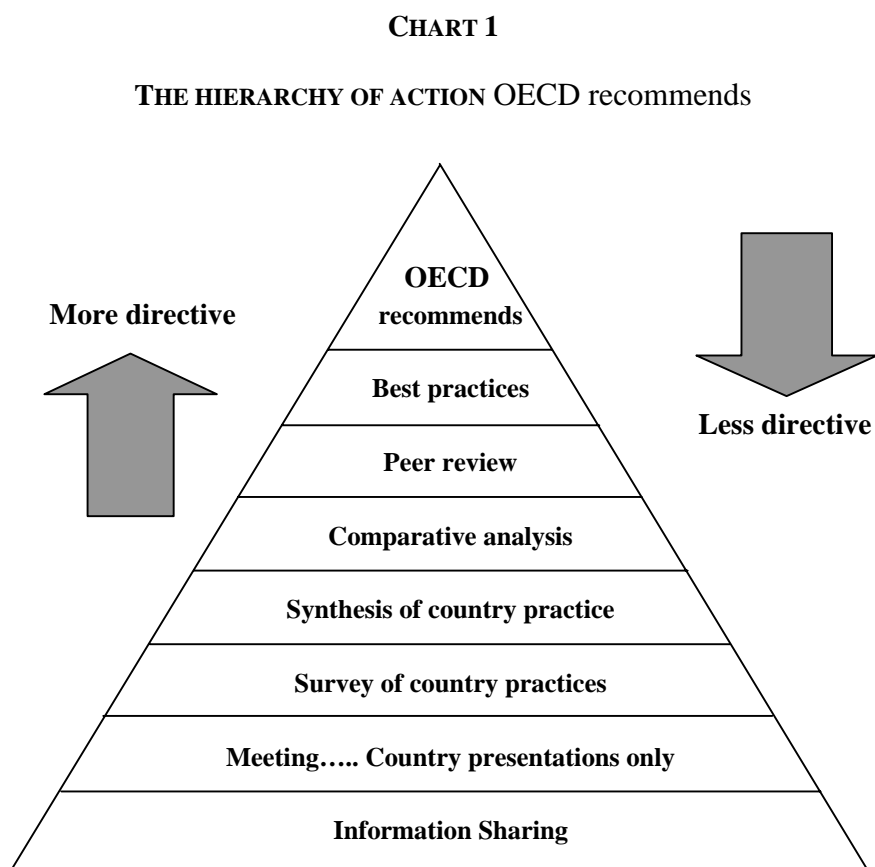 CHART 1
THE HIERARCHY OF ACTION OECD recommends
OECD
recommends
More directive
Best practices
Less directive
Peer review
Comparative analysis
Synthesis of country practice
Survey of country practices
Meeting….. Country presentations only
Information Sharing